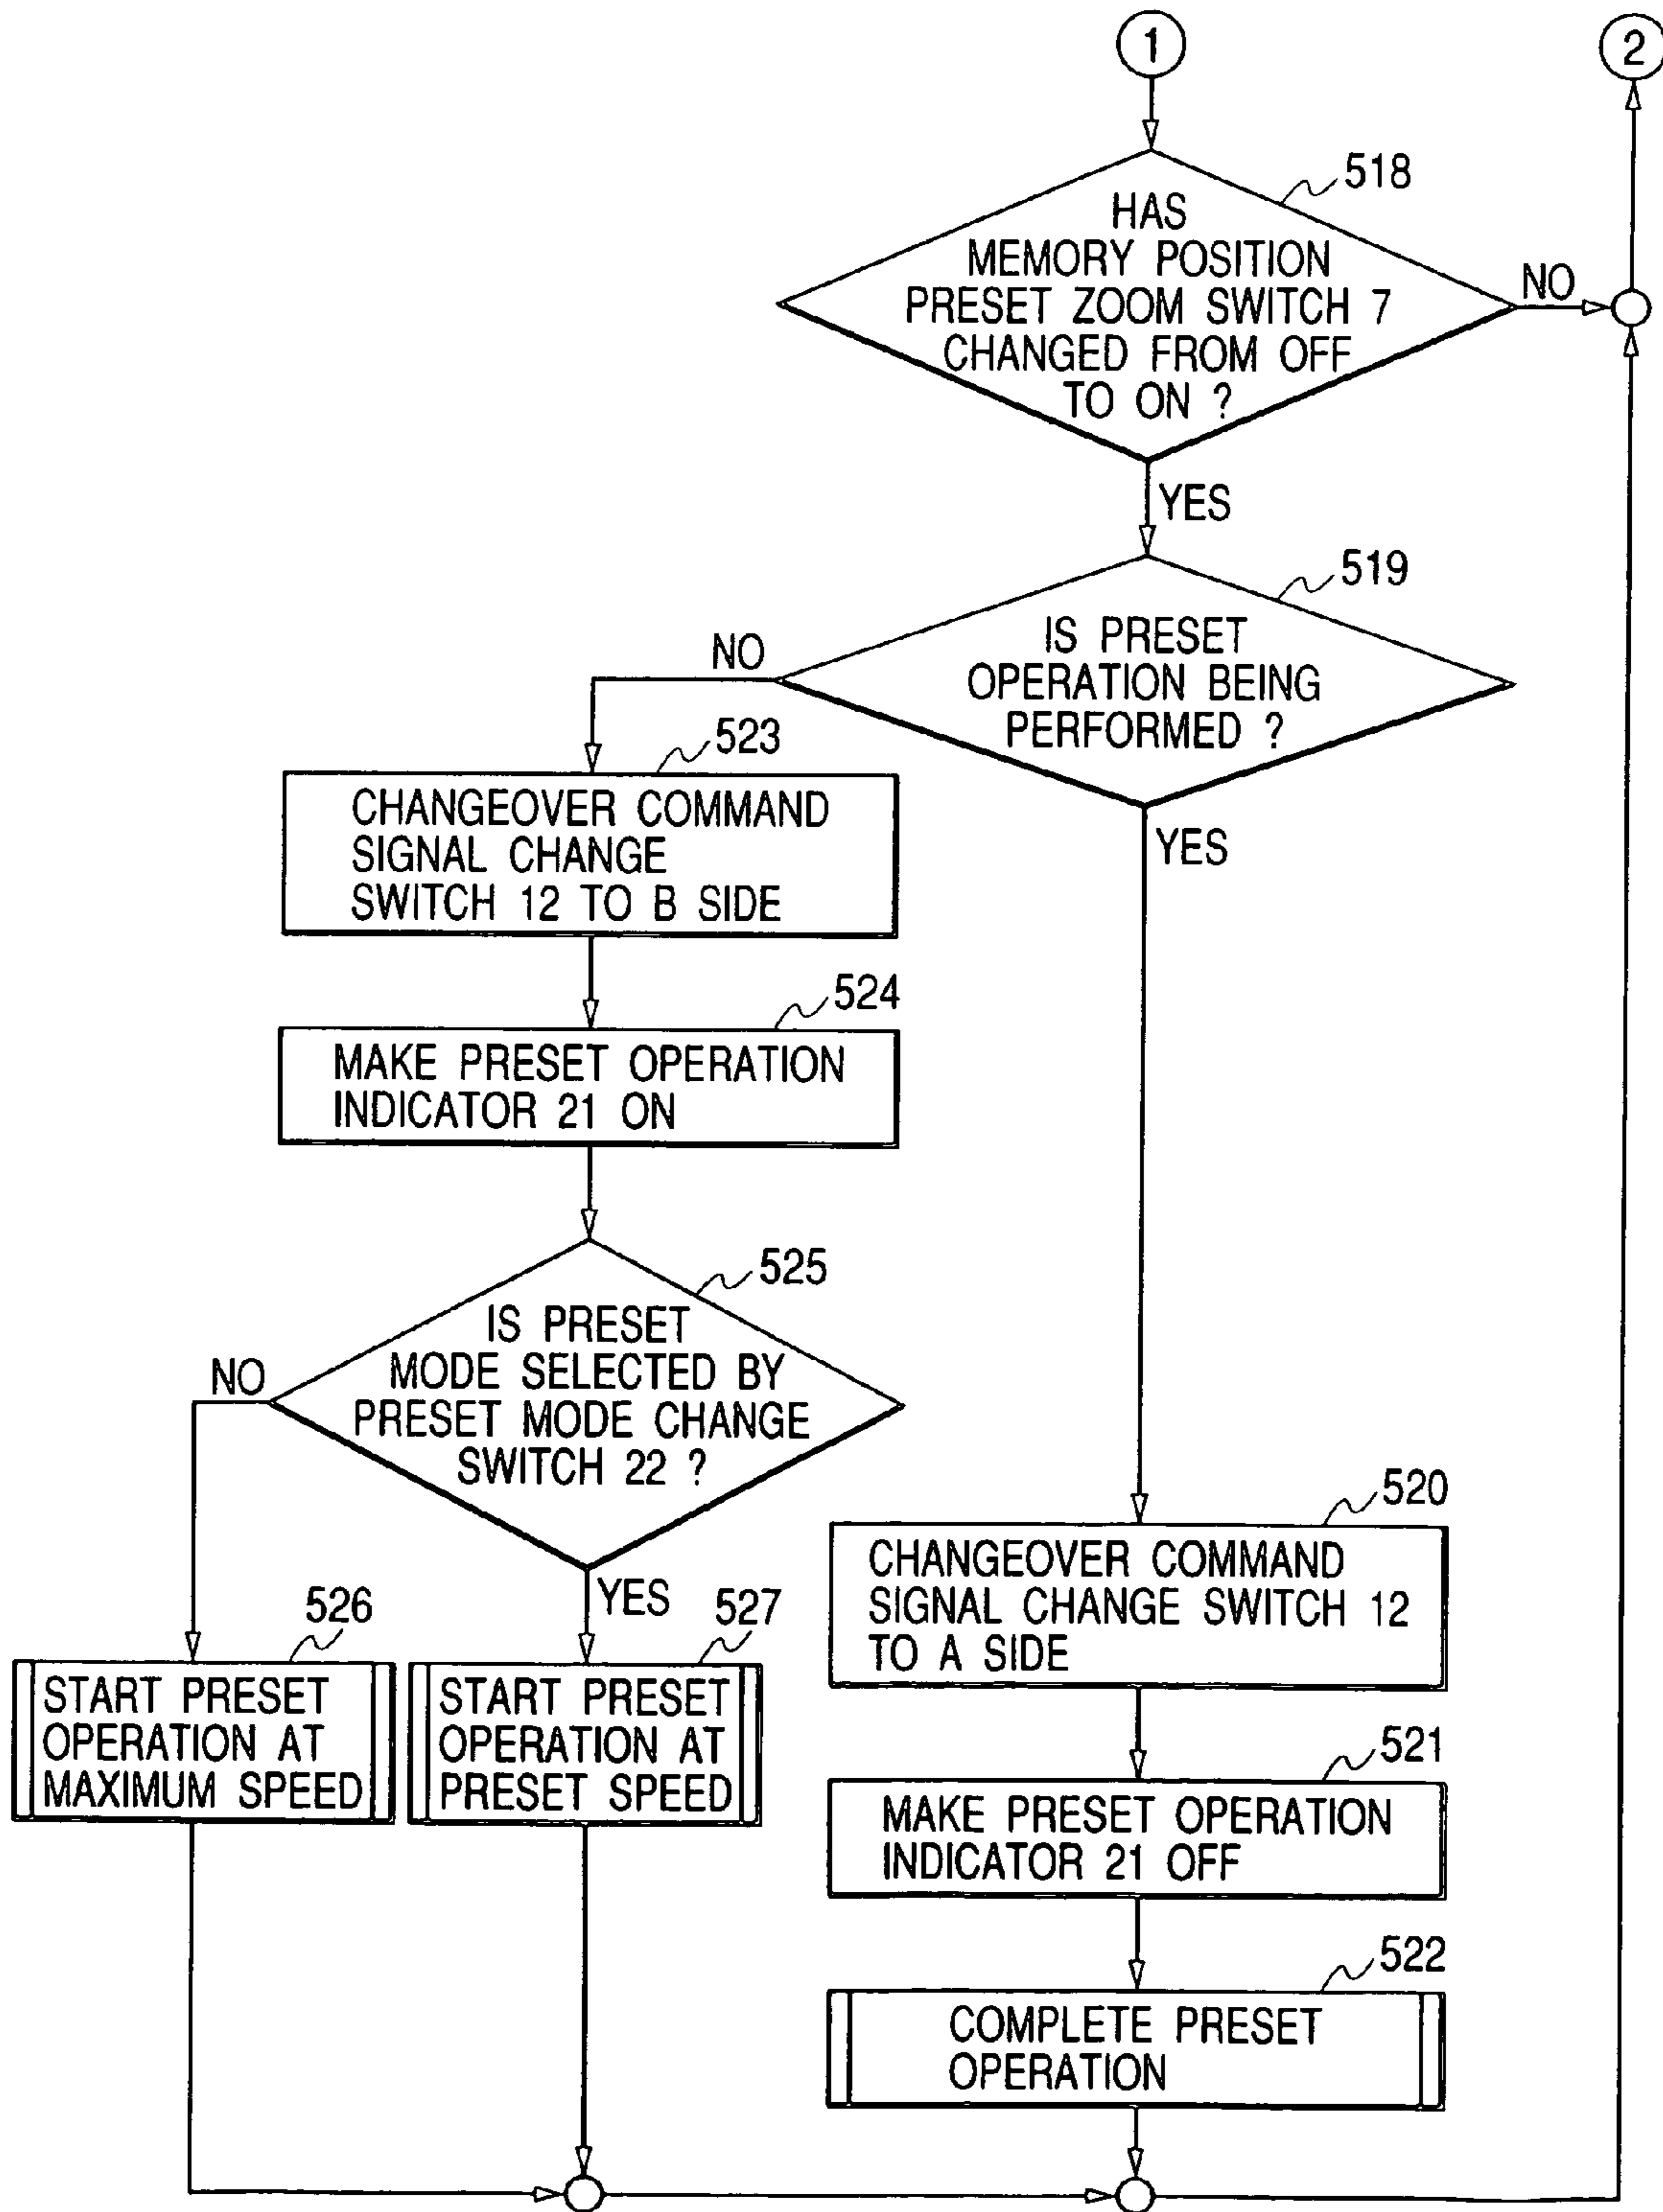 1
2
518
HAS
MEMORY POSITION
PRESET ZOOM SWITCH 7
CHANGED FROM OFF
TO ON ?
NO
YES
519
IS PRESET
OPERATION BEING
PERFORMED ?
NO
YES
523
CHANGEOVER COMMAND
SIGNAL CHANGE
SWITCH 12 TO B SIDE
524
MAKE PRESET OPERATION
INDICATOR 21 ON
525
IS PRESET
MODE SELECTED BY
PRESET MODE CHANGE
SWITCH 22 ?
NO
YES
526
START PRESET
OPERATION AT
MAXIMUM SPEED
527
START PRESET
OPERATION AT
PRESET SPEED
520
CHANGEOVER COMMAND
SIGNAL CHANGE SWITCH 12
TO A SIDE
521
MAKE PRESET OPERATION
INDICATOR 21 OFF
522
COMPLETE PRESET
OPERATION